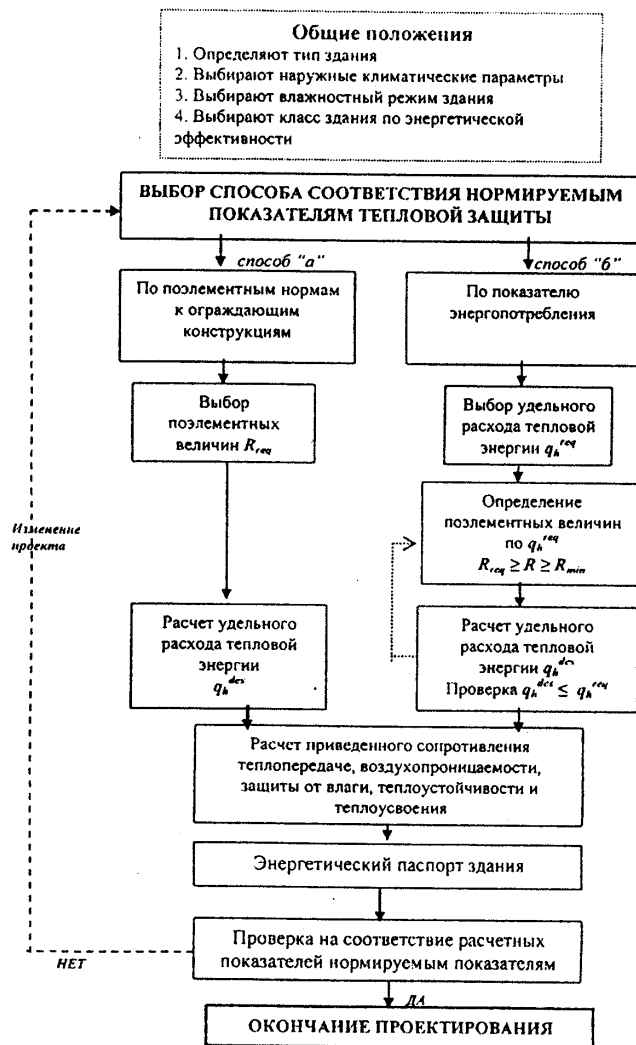 Общие положения
1. Определяют тип здания
2. Выбирают наружные климатические параметры
3. Выбирают влажностный режим здания
4. Выбирают класс здания по энергетической
эффективности
ВЫБОР СПОСОБА СООТВЕТСТВИЯ НОРМИРУЕМЫМ
ПОКАЗАТЕЛЯМ ТЕПЛОВОЙ ЗАЩИТЫ
способ "а"
По поэлементным нормам
к ограждающим
конструкциям
Выбор
поэлементных
величин R_req
Расчет удельного
расхода тепловой
энергии
q_h^des
способ "б"
По показателю
энергопотребления
Выбор удельного
расхода тепловой
энергии q_h^req
Определение
поэлементных величин
по q_h^req
R_req ≥ R ≥ R_min
Расчет удельного
расхода тепловой
энергии q_h^des
Проверка q_h^des ≤ q_h^req
Изменение
проекта
Расчет приведенного сопротивления
теплопередаче, воздухопроницаемости,
защиты от влаги, теплоустойчивости и
теплоусвоения
Энергетический паспорт здания
Проверка на соответствие расчетных
показателей нормируемым показателям
НЕТ
ДА
ОКОНЧАНИЕ ПРОЕКТИРОВАНИЯ